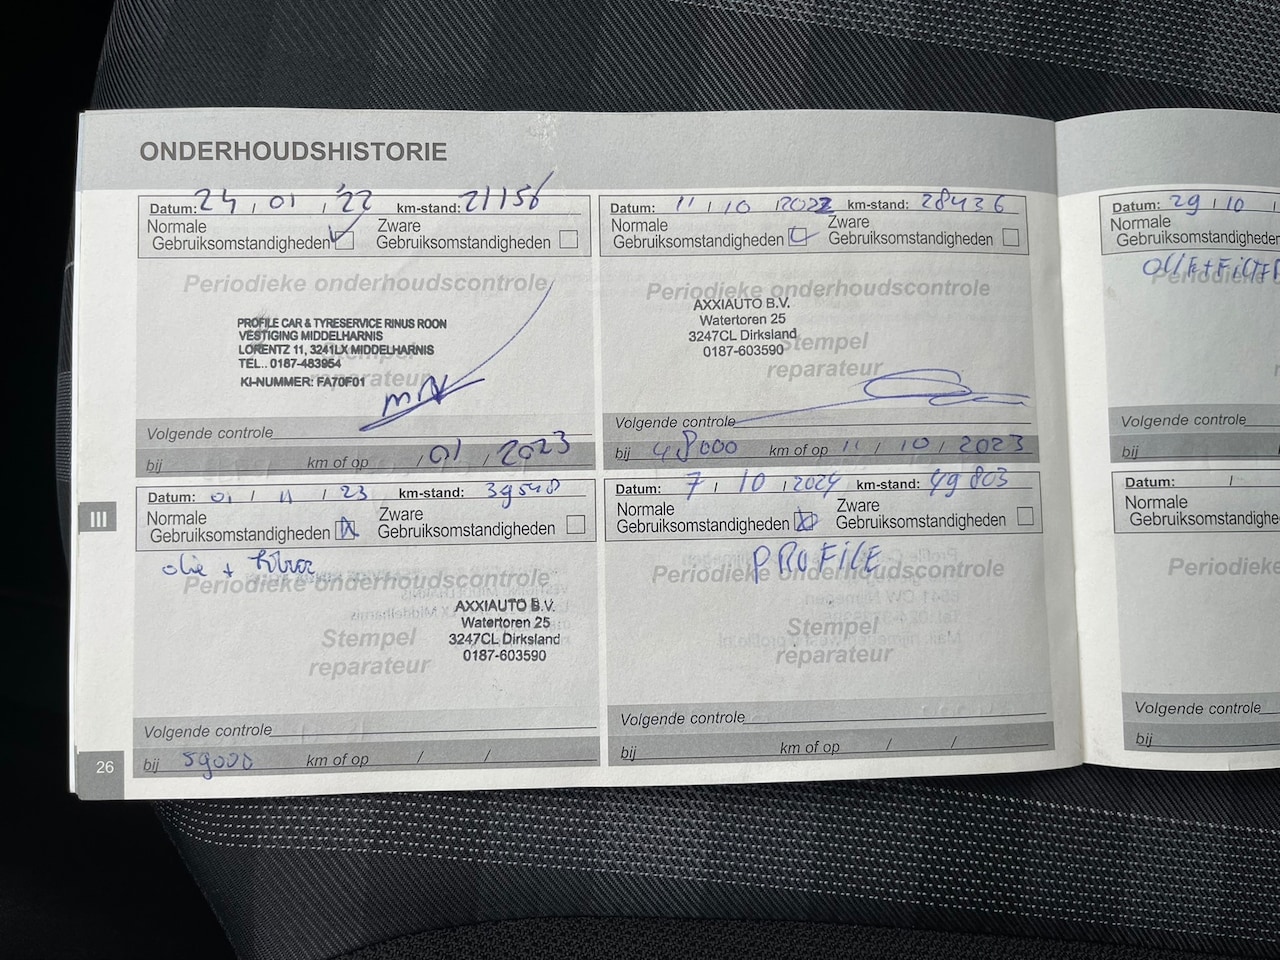 ONDERHOUDSHISTORIE
Datum: 24 / 01 / '22 km-stand: 21156
Normale Gebruiksomstandigheden
Zware Gebruiksomstandigheden
Periodieke onderhoudscontrole
PROFILE CAR & TYRESERVICE RINUS ROON
VESTIGING MIDDELHARNIS
LORENTZ 11, 3241LX MIDDELHARNIS
TEL.. 0187-483954
KI-NUMMER: FA70F01
Stempel
reparateur
Volgende controle
bij km of op / 01 / 2023
Datum: 11 / 10 / 2022 km-stand: 28436
Normale Gebruiksomstandigheden
Zware Gebruiksomstandigheden
Periodieke onderhoudscontrole
AXXIAUTO B.V.
Watertoren 25
3247CL Dirksland
0187-603590
Stempel
reparateur
Volgende controle
bij 48000 km of op 11 / 10 / 2023
Datum: 01 / 11 / 23 km-stand: 39548
Normale Gebruiksomstandigheden
Zware Gebruiksomstandigheden
olie +
Periodieke onderhoudscontrole
AXXIAUTO B.V.
Watertoren 25
3247CL Dirksland
0187-603590
Stempel
reparateur
Volgende controle
bij 59000 km of op / /
Datum: 7 / 10 / 2024 km-stand: 49803
Normale Gebruiksomstandigheden
Zware Gebruiksomstandigheden
PROFILE
Periodieke onderhoudscontrole
Stempel
reparateur
Volgende controle
bij km of op / /
III
26
Datum: 29 / 10 /
Normale
Gebruiksomstandighe
Periodieke
Volgende controle
bij
Datum: /
Normale
Gebruiksomstandighe
Periodieke
Volgende controle
bij